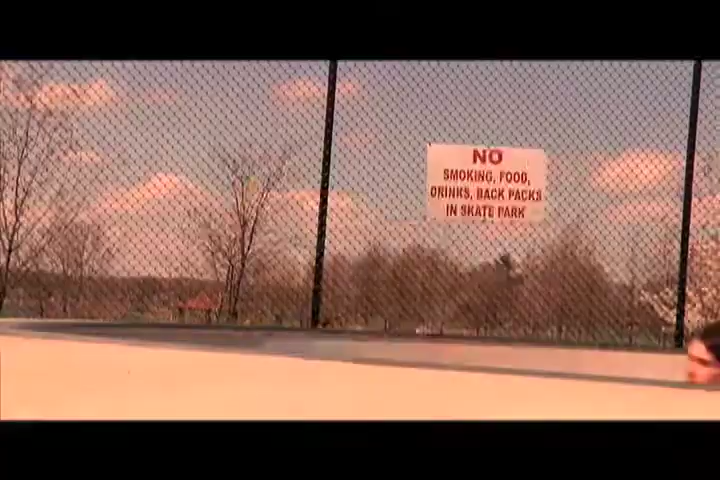 NO
SMOKING, FOOD,
DRINKS, BACK PACKS
IN SKATE PARK